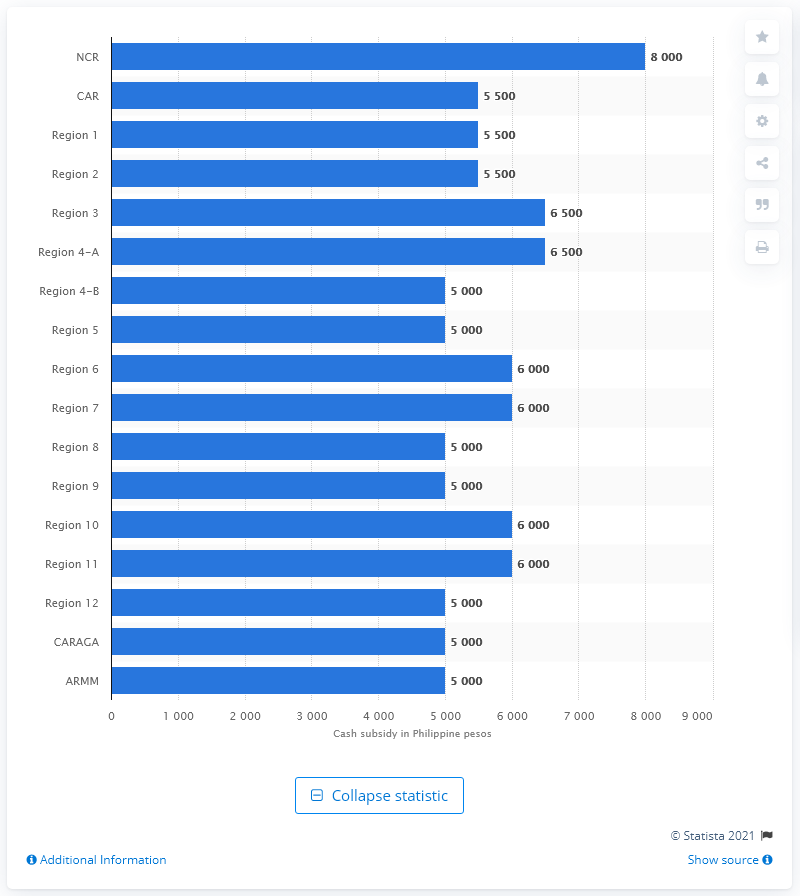 NCR 8 000
CAR 5 500
Region 1 5 500
Region 2 5 500
Region 3 6 500
Region 4-A 6 500
Region 4-B 5 000
Region 5 5 000
Region 6 6 000
Region 7 6 000
Region 8 5 000
Region 9 5 000
Region 10 6 000
Region 11 6 000
Region 12 5 000
CARAGA 5 000
ARMM 5 000
0 1 000 2 000 3 000 4 000 5 000 6 000 7 000 8 000 9 000
Cash subsidy in Philippine pesos
Collapse statistic
© Statista 2021
Additional Information Show source